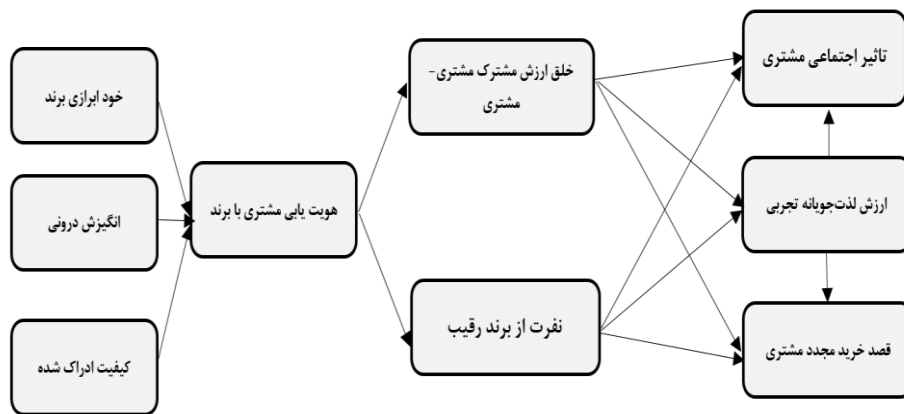 خود ابرازی برند
انگیزش درونی
کیفیت ادراک شده
هویت یابی مشتری با برند
خلق ارزش مشترک مشتری-
مشتری
نفرت از برند رقیب
تاثیر اجتماعی مشتری
ارزش لذت‌جویانه تجربی
قصد خرید مجدد مشتری